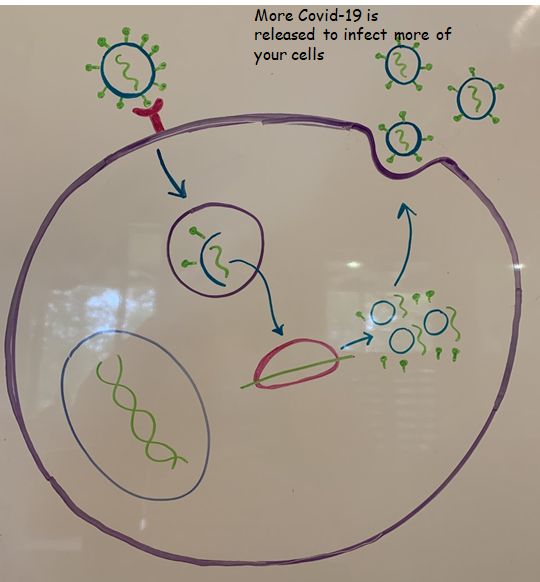 More Covid-19 is
released to infect more of
your cells